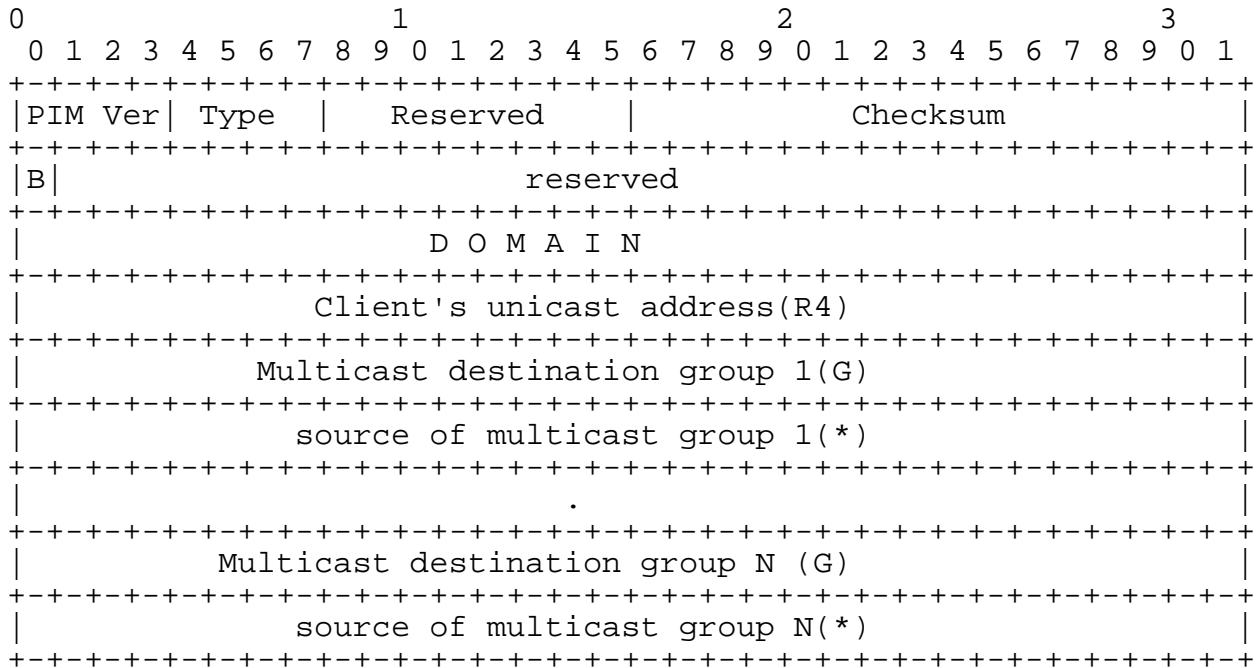 0                   1                   2                   3
 0 1 2 3 4 5 6 7 8 9 0 1 2 3 4 5 6 7 8 9 0 1 2 3 4 5 6 7 8 9 0 1
+-+-+-+-+-+-+-+-+-+-+-+-+-+-+-+-+-+-+-+-+-+-+-+-+-+-+-+-+-+-+-+-+
|PIM Ver| Type  |   Reserved    |           Checksum            |
+-+-+-+-+-+-+-+-+-+-+-+-+-+-+-+-+-+-+-+-+-+-+-+-+-+-+-+-+-+-+-+-+
|B|                        reserved                             |
+-+-+-+-+-+-+-+-+-+-+-+-+-+-+-+-+-+-+-+-+-+-+-+-+-+-+-+-+-+-+-+-+
|                     D O M A I N                               |
+-+-+-+-+-+-+-+-+-+-+-+-+-+-+-+-+-+-+-+-+-+-+-+-+-+-+-+-+-+-+-+-+
|               Client's unicast address(R4)                    |
+-+-+-+-+-+-+-+-+-+-+-+-+-+-+-+-+-+-+-+-+-+-+-+-+-+-+-+-+-+-+-+-+
|            Multicast destination group 1(G)                   |
+-+-+-+-+-+-+-+-+-+-+-+-+-+-+-+-+-+-+-+-+-+-+-+-+-+-+-+-+-+-+-+-+
|              source of multicast group 1(*)                   |
+-+-+-+-+-+-+-+-+-+-+-+-+-+-+-+-+-+-+-+-+-+-+-+-+-+-+-+-+-+-+-+-+
|                            .                                  |
+-+-+-+-+-+-+-+-+-+-+-+-+-+-+-+-+-+-+-+-+-+-+-+-+-+-+-+-+-+-+-+-+
|          Multicast destination group N (G)                    |
+-+-+-+-+-+-+-+-+-+-+-+-+-+-+-+-+-+-+-+-+-+-+-+-+-+-+-+-+-+-+-+-+
|              source of multicast group N(*)                   |
+-+-+-+-+-+-+-+-+-+-+-+-+-+-+-+-+-+-+-+-+-+-+-+-+-+-+-+-+-+-+-+-+